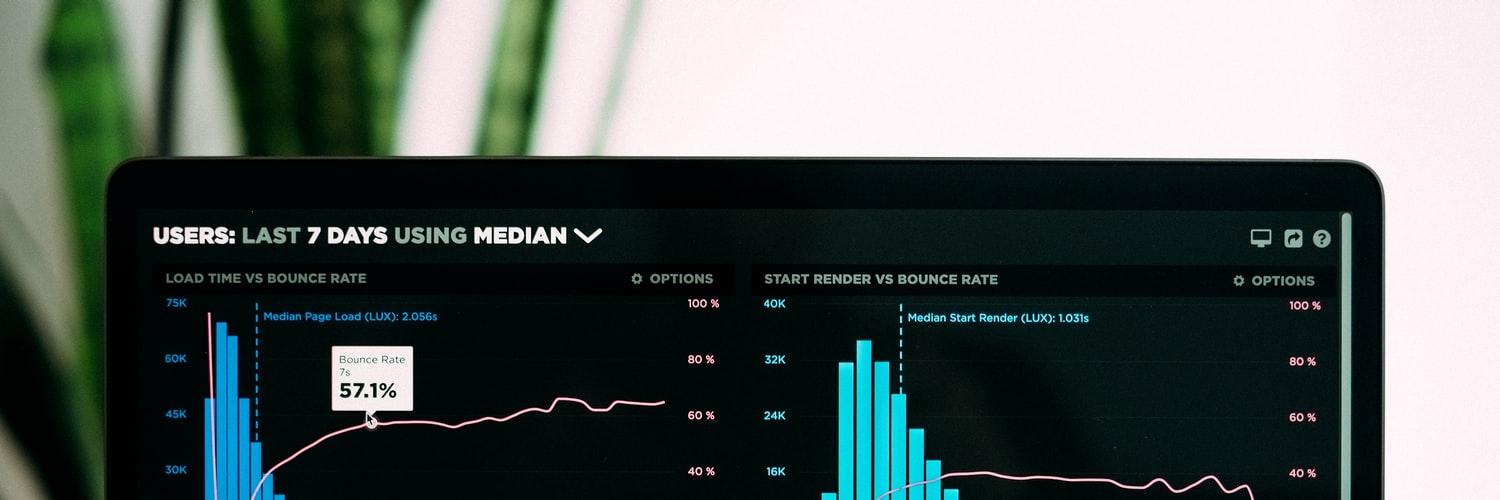 USERS: LAST 7 DAYS USING MEDIAN
LOAD TIME VS BOUNCE RATE
OPTIONS
75K
100 %
Median Page Load (LUX): 2.056s
60K
80 %
Bounce Rate
7s
57.1%
45K
60 %
30K
40 %
START RENDER VS BOUNCE RATE
OPTIONS
40K
100 %
Median Start Render (LUX): 1.031s
32K
80 %
24K
60 %
16K
40 %
?